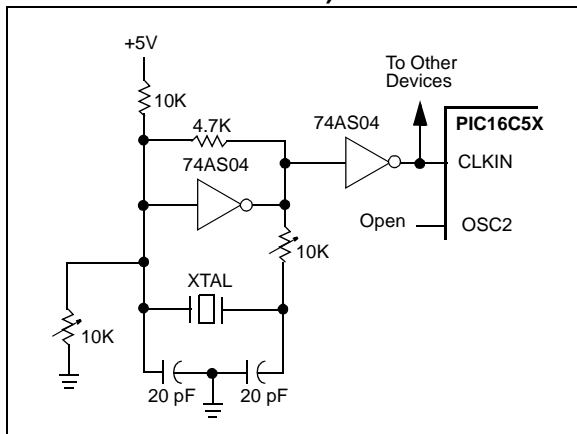 +5V
10K
4.7K
74AS04
74AS04
To Other
Devices
PIC16C5X
CLKIN
Open
OSC2
10K
XTAL
10K
20 pF
20 pF